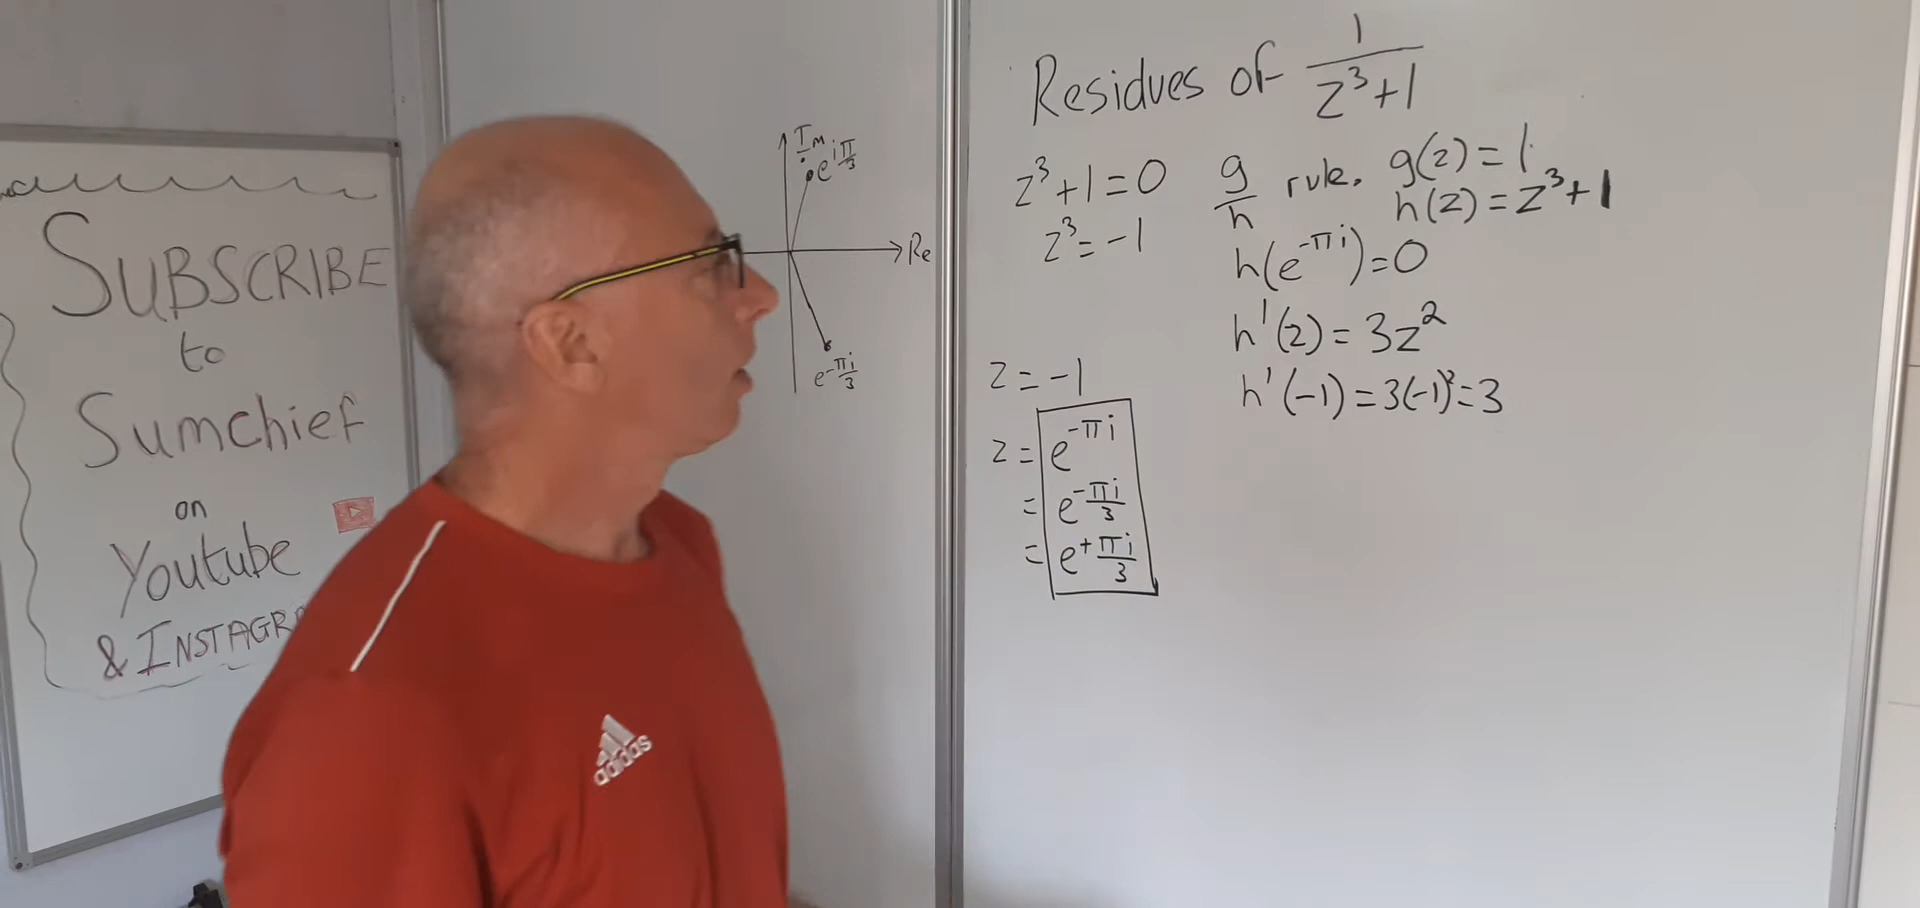 SUBSCRIBE
to
Sumchief
on
Youtube
& INSTAGRA
Im
e^{iπ/3}
Re
e^{-πi/3}
Residues of 1/(z³+1)
z³+1=0
z³=-1
z=-1
z=e^{-πi}
=e^{-πi/3}
=e^{+πi/3}
g/h rule. g(z)=1
h(z)=z³+1
h(e^{-πi})=0
h'(z)=3z²
h'(-1)=3(-1)²=3
adidas